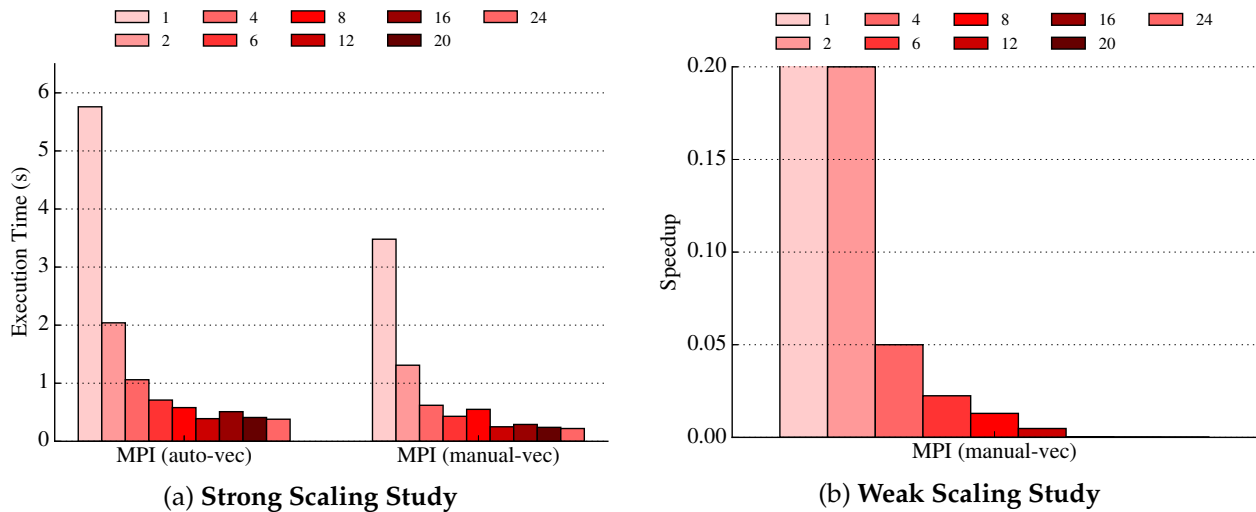 1 4 8 16 24
2 6 12 20
6
5
4
3
2
1
0
Execution Time (s)
MPI (auto-vec) MPI (manual-vec)
(a) Strong Scaling Study
1 4 8 16 24
2 6 12 20
0.20
0.15
0.10
0.05
0.00
Speedup
MPI (manual-vec)
(b) Weak Scaling Study